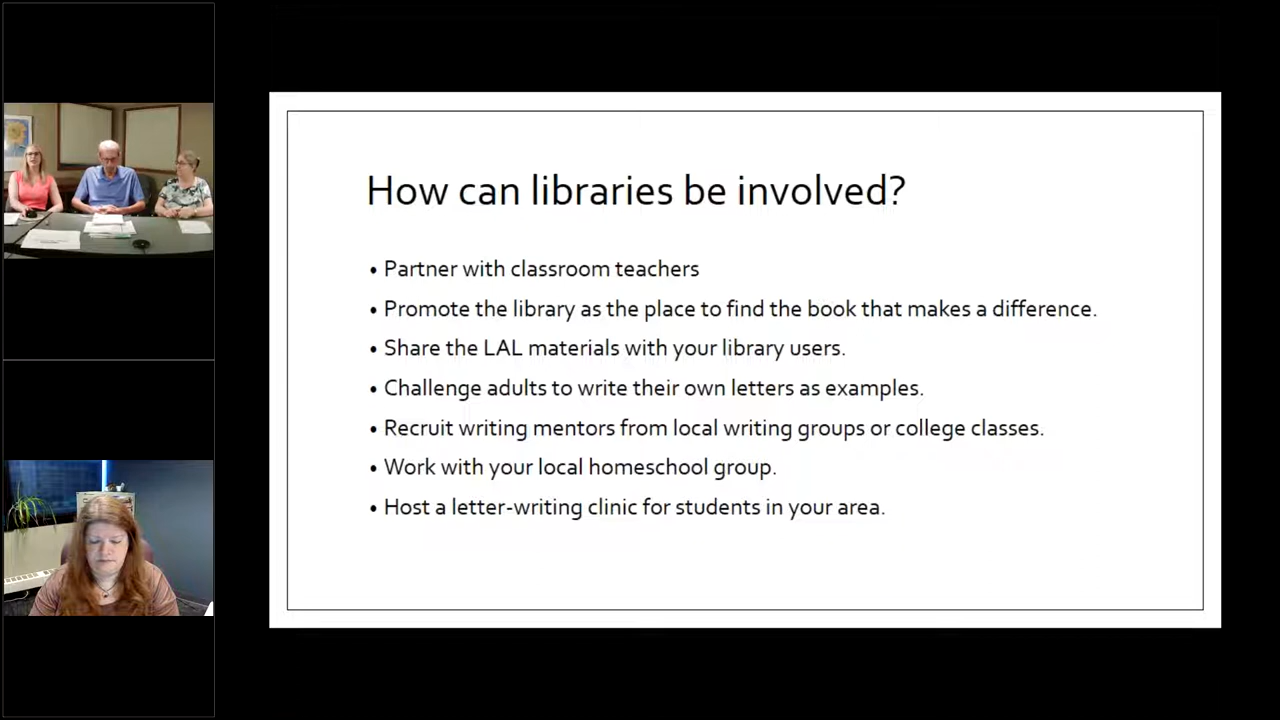 How can libraries be involved?
• Partner with classroom teachers
• Promote the library as the place to find the book that makes a difference.
• Share the LAL materials with your library users.
• Challenge adults to write their own letters as examples.
• Recruit writing mentors from local writing groups or college classes.
• Work with your local homeschool group.
• Host a letter-writing clinic for students in your area.